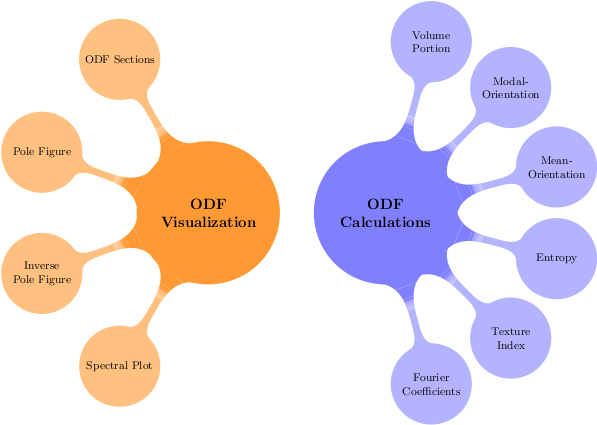 ODF Sections
Pole Figure
ODF
Visualization
Inverse
Pole Figure
Spectral Plot
Volume
Portion
Modal-
Orientation
Mean-
Orientation
ODF
Calculations
Entropy
Texture
Index
Fourier
Coefficients